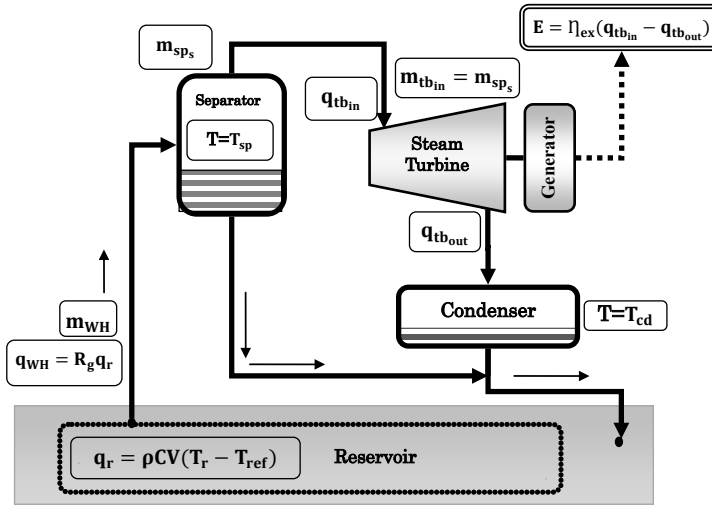 E = η_ex(q_tb_in − q_tb_out)
m_sp_s
m_tb_in = m_sp_s
q_tb_in
Separator
T=T_sp
Steam
Turbine
Generator
q_tb_out
Condenser
T=T_cd
m_WH
q_WH = R_g q_r
q_r = ρCV(T_r − T_ref)
Reservoir